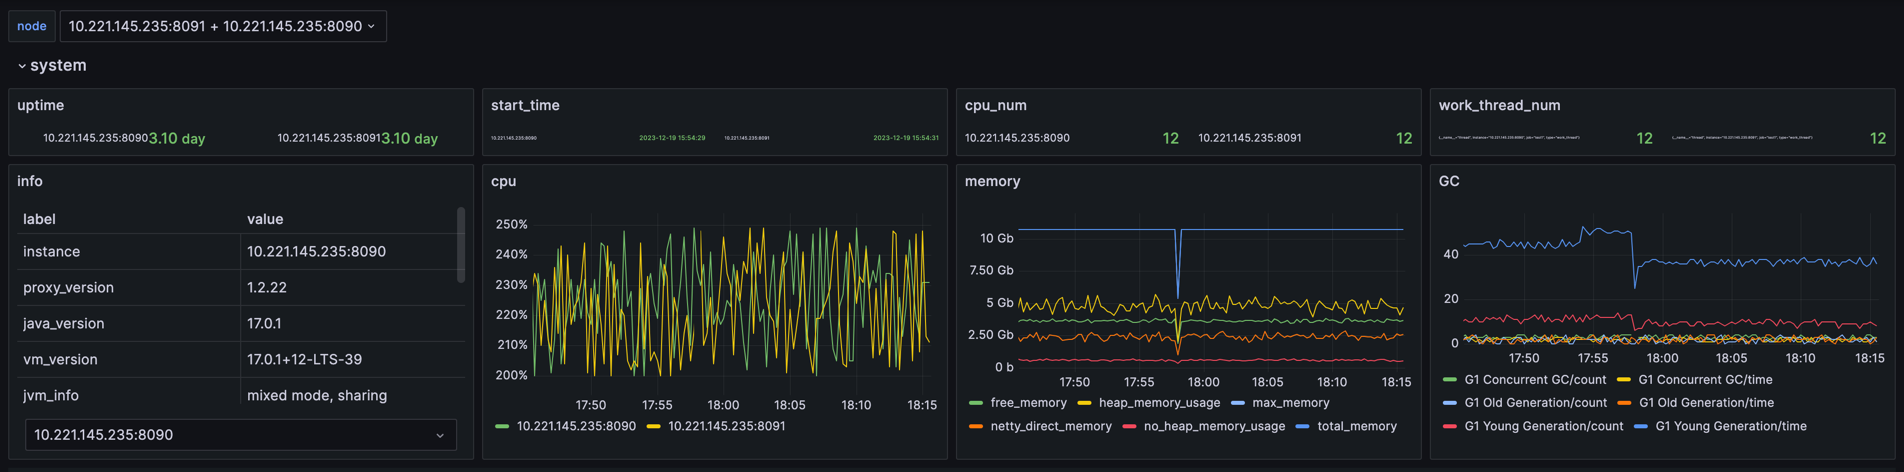 node 10.221.145.235:8091 + 10.221.145.235:8090
system
uptime
10.221.145.235:8090 3.10 day 10.221.145.235:8091 3.10 day
start_time
10.221.145.235:8090 2023-12-19 15:54:29 10.221.145.235:8091 2023-12-19 15:54:31
cpu_num
10.221.145.235:8090 12 10.221.145.235:8091 12
work_thread_num
12 12
info
label value
instance 10.221.145.235:8090
proxy_version 1.2.22
java_version 17.0.1
vm_version 17.0.1+12-LTS-39
jvm_info mixed mode, sharing
10.221.145.235:8090
cpu
250%
240%
230%
220%
210%
200%
17:50 17:55 18:00 18:05 18:10 18:15
10.221.145.235:8090 10.221.145.235:8091
memory
10 Gb
7.50 Gb
5 Gb
2.50 Gb
0 b
17:50 17:55 18:00 18:05 18:10 18:15
free_memory heap_memory_usage max_memory
netty_direct_memory no_heap_memory_usage total_memory
GC
40
20
0
17:50 17:55 18:00 18:05 18:10 18:15
G1 Concurrent GC/count G1 Concurrent GC/time
G1 Old Generation/count G1 Old Generation/time
G1 Young Generation/count G1 Young Generation/time